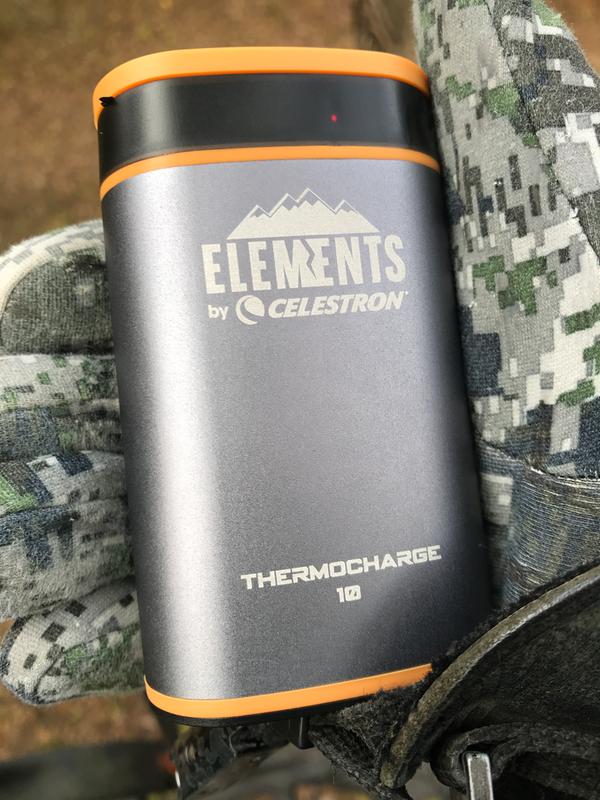 ELEMENTS
by CELESTRON
THERMOCHARGE
10